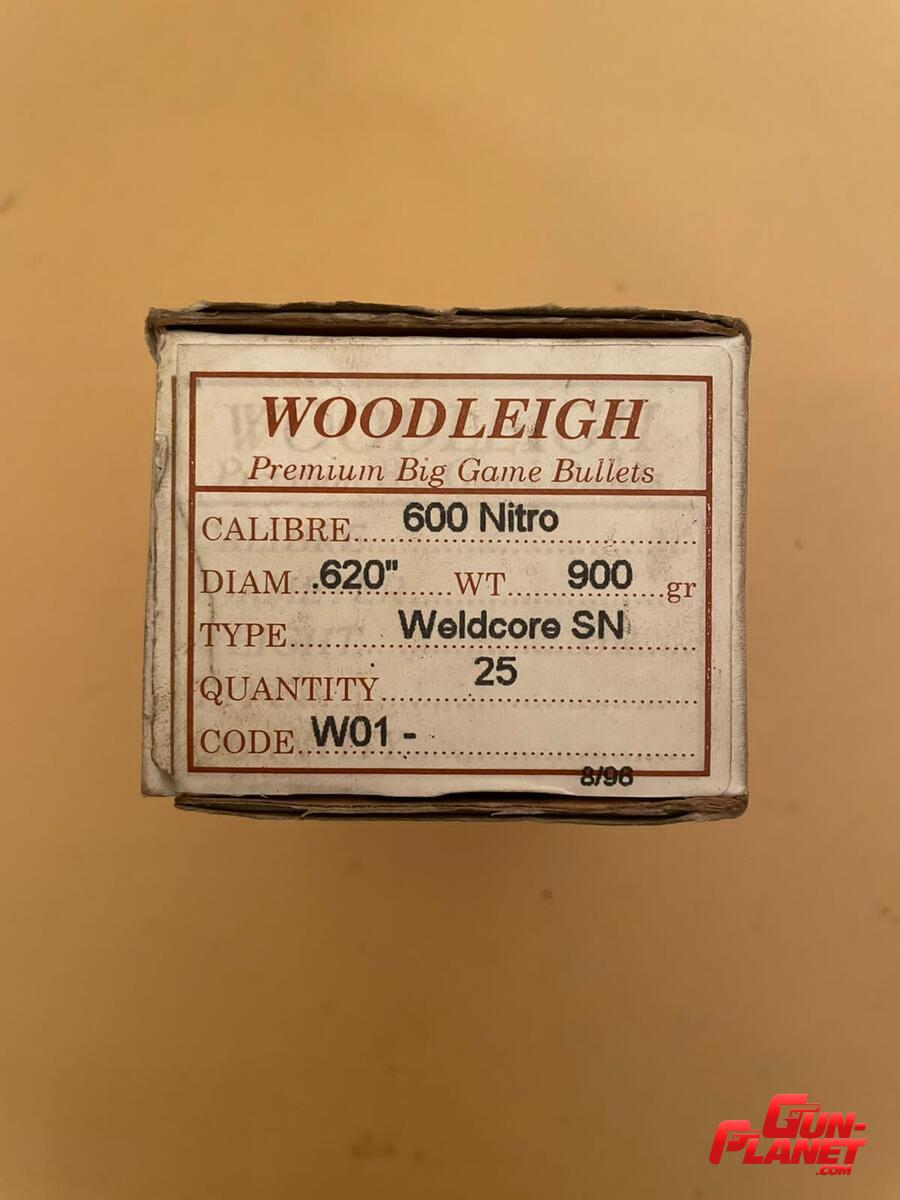 WOODLEIGH
Premium Big Game Bullets
CALIBRE....600 Nitro
DIAM....620" WT 900 gr
TYPE Weldcore SN
QUANTITY 25
CODE W01 -
8/96
GUN-
PLANET
.COM